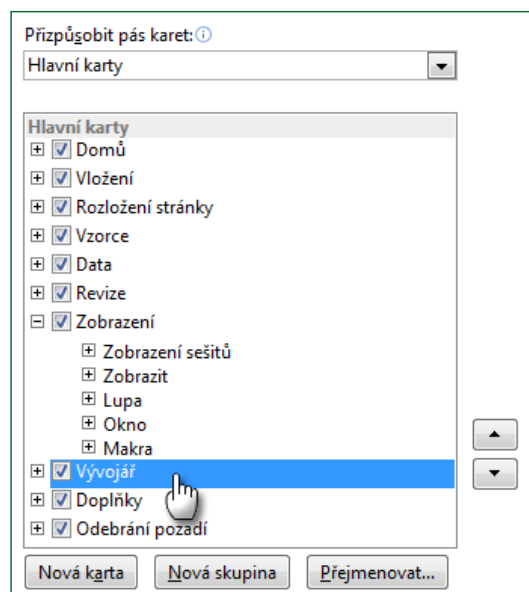 Přizpůsobit pás karet:
Hlavní karty
Hlavní karty
Domů
Vložení
Rozložení stránky
Vzorce
Data
Revize
Zobrazení
Zobrazení sešitů
Zobrazit
Lupa
Okno
Makra
Vývojář
Doplňky
Odebrání pozadí
Nová karta Nová skupina Přejmenovat...